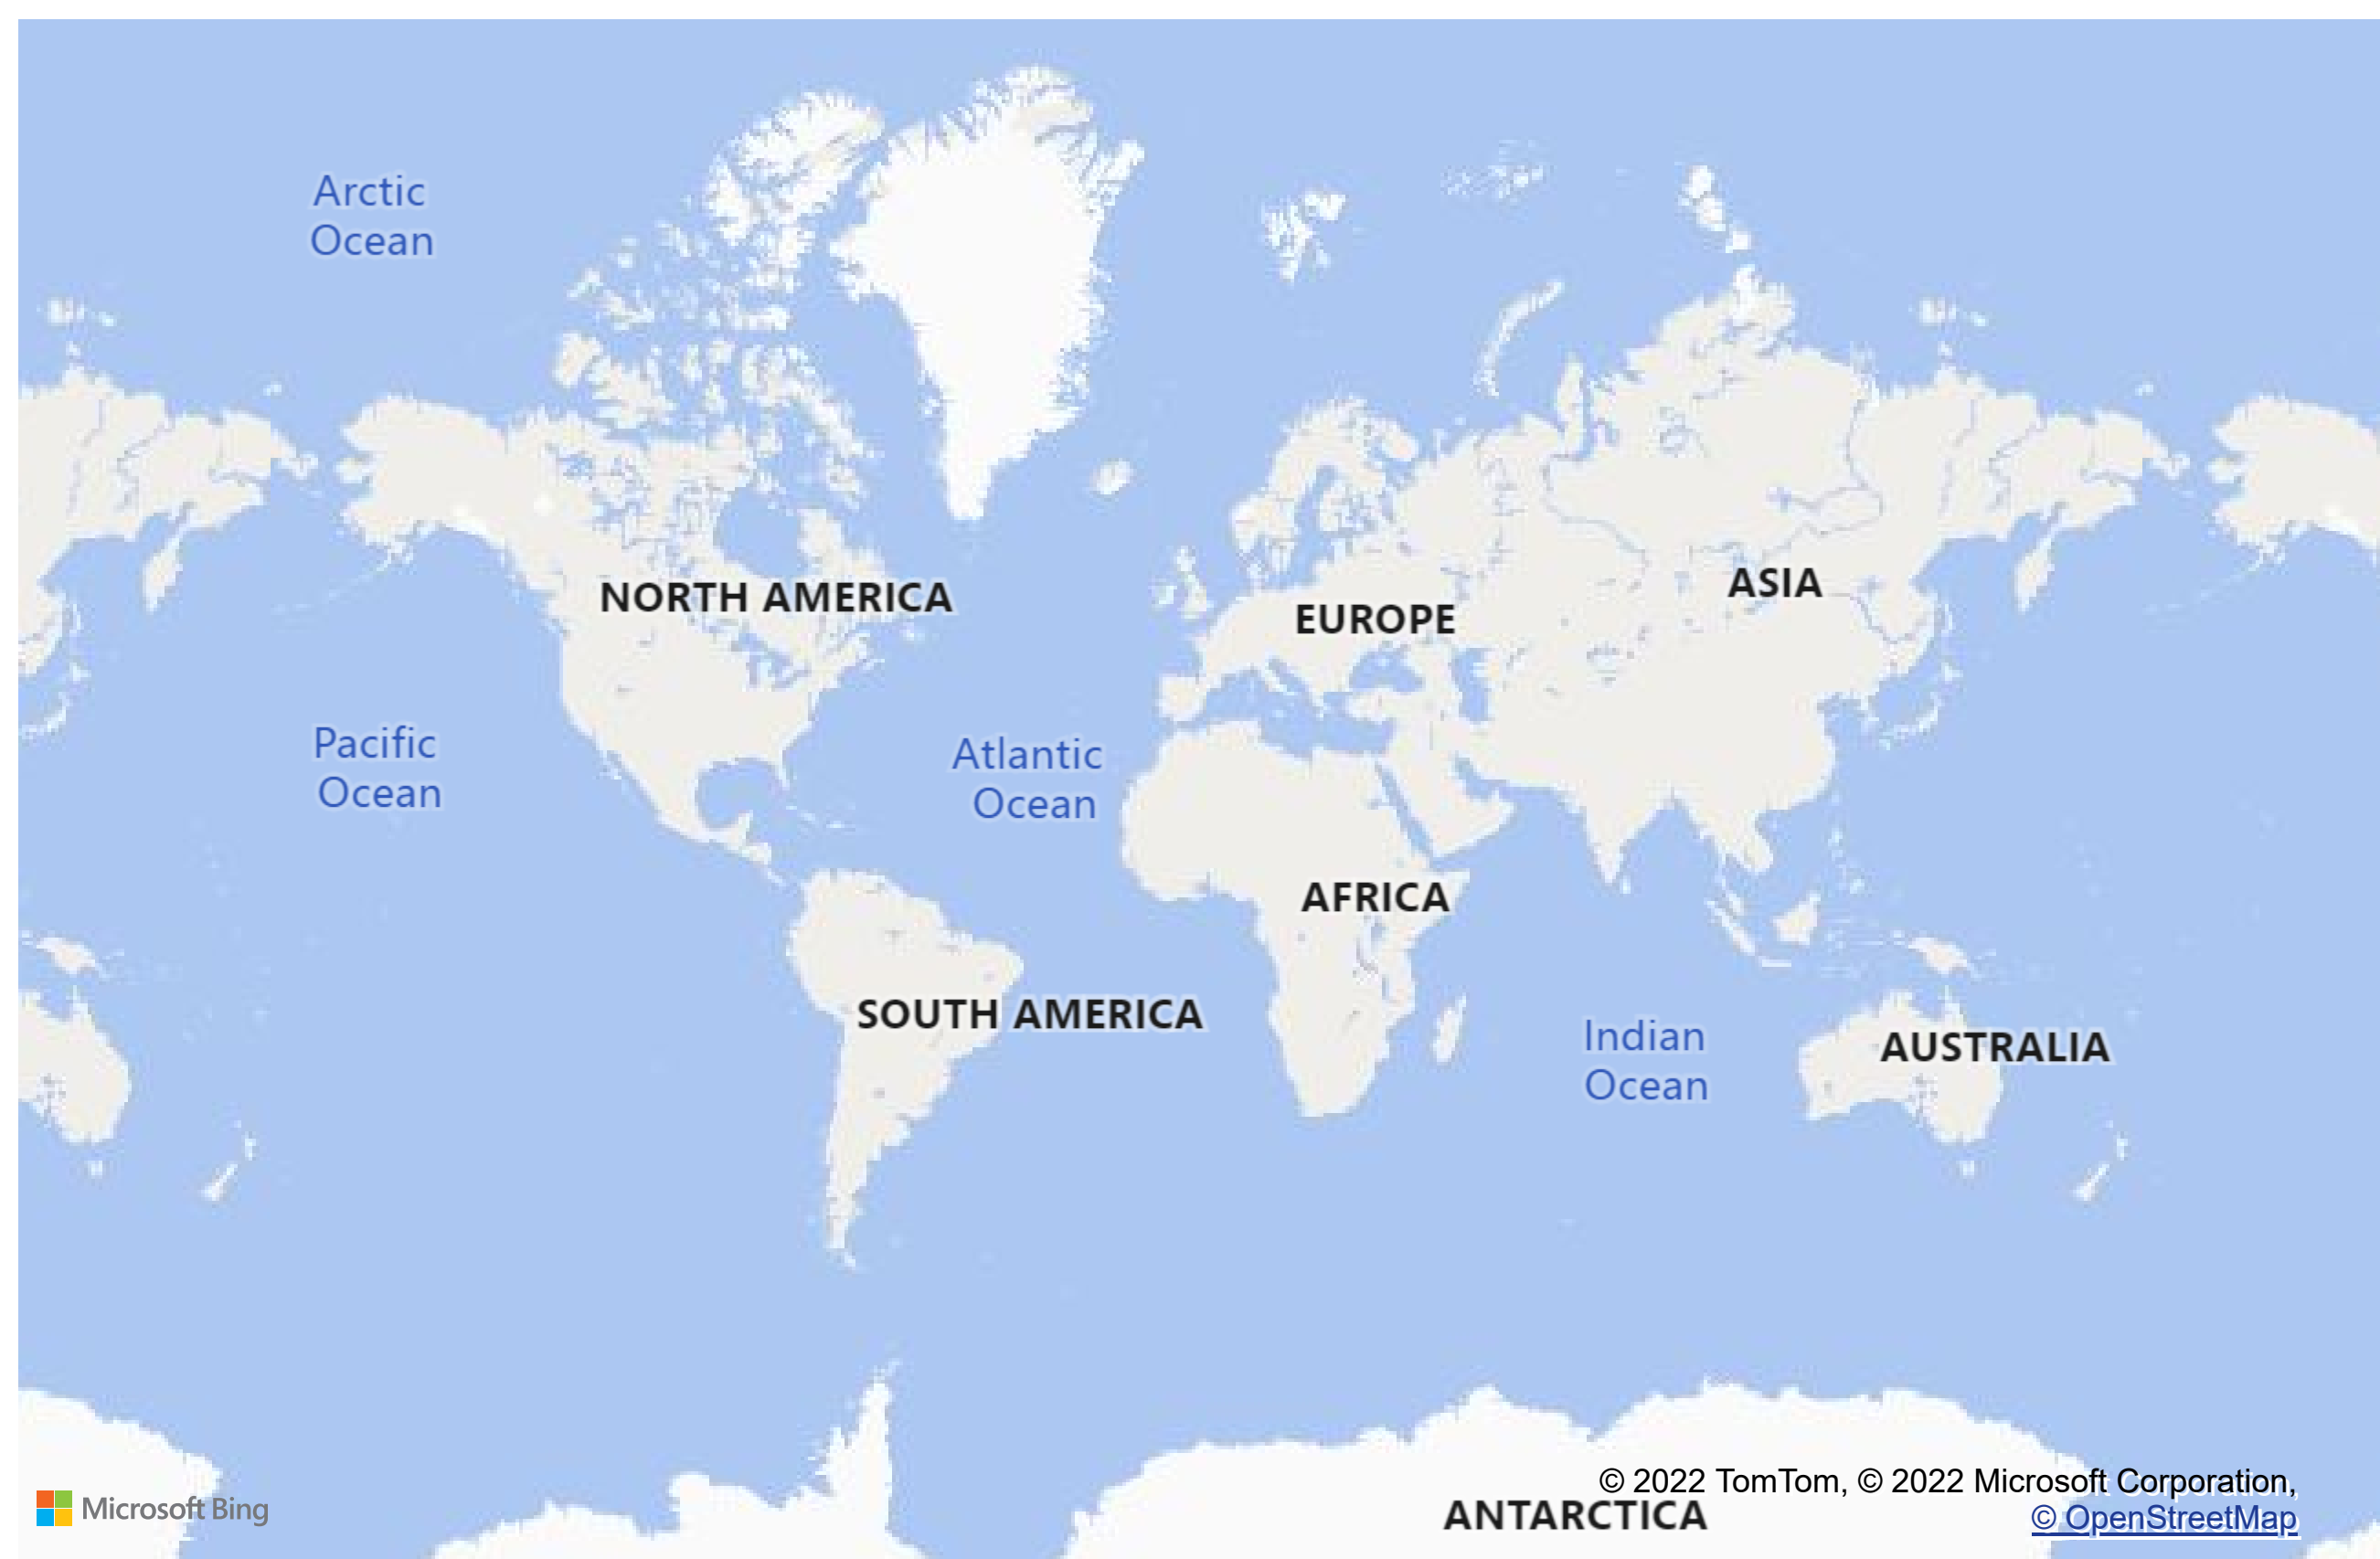 Arctic
Ocean
NORTH AMERICA
EUROPE
ASIA
Pacific
Ocean
Atlantic
Ocean
AFRICA
SOUTH AMERICA
Indian
Ocean
AUSTRALIA
ANTARCTICA
Microsoft Bing
© 2022 TomTom, © 2022 Microsoft Corporation,
© OpenStreetMap